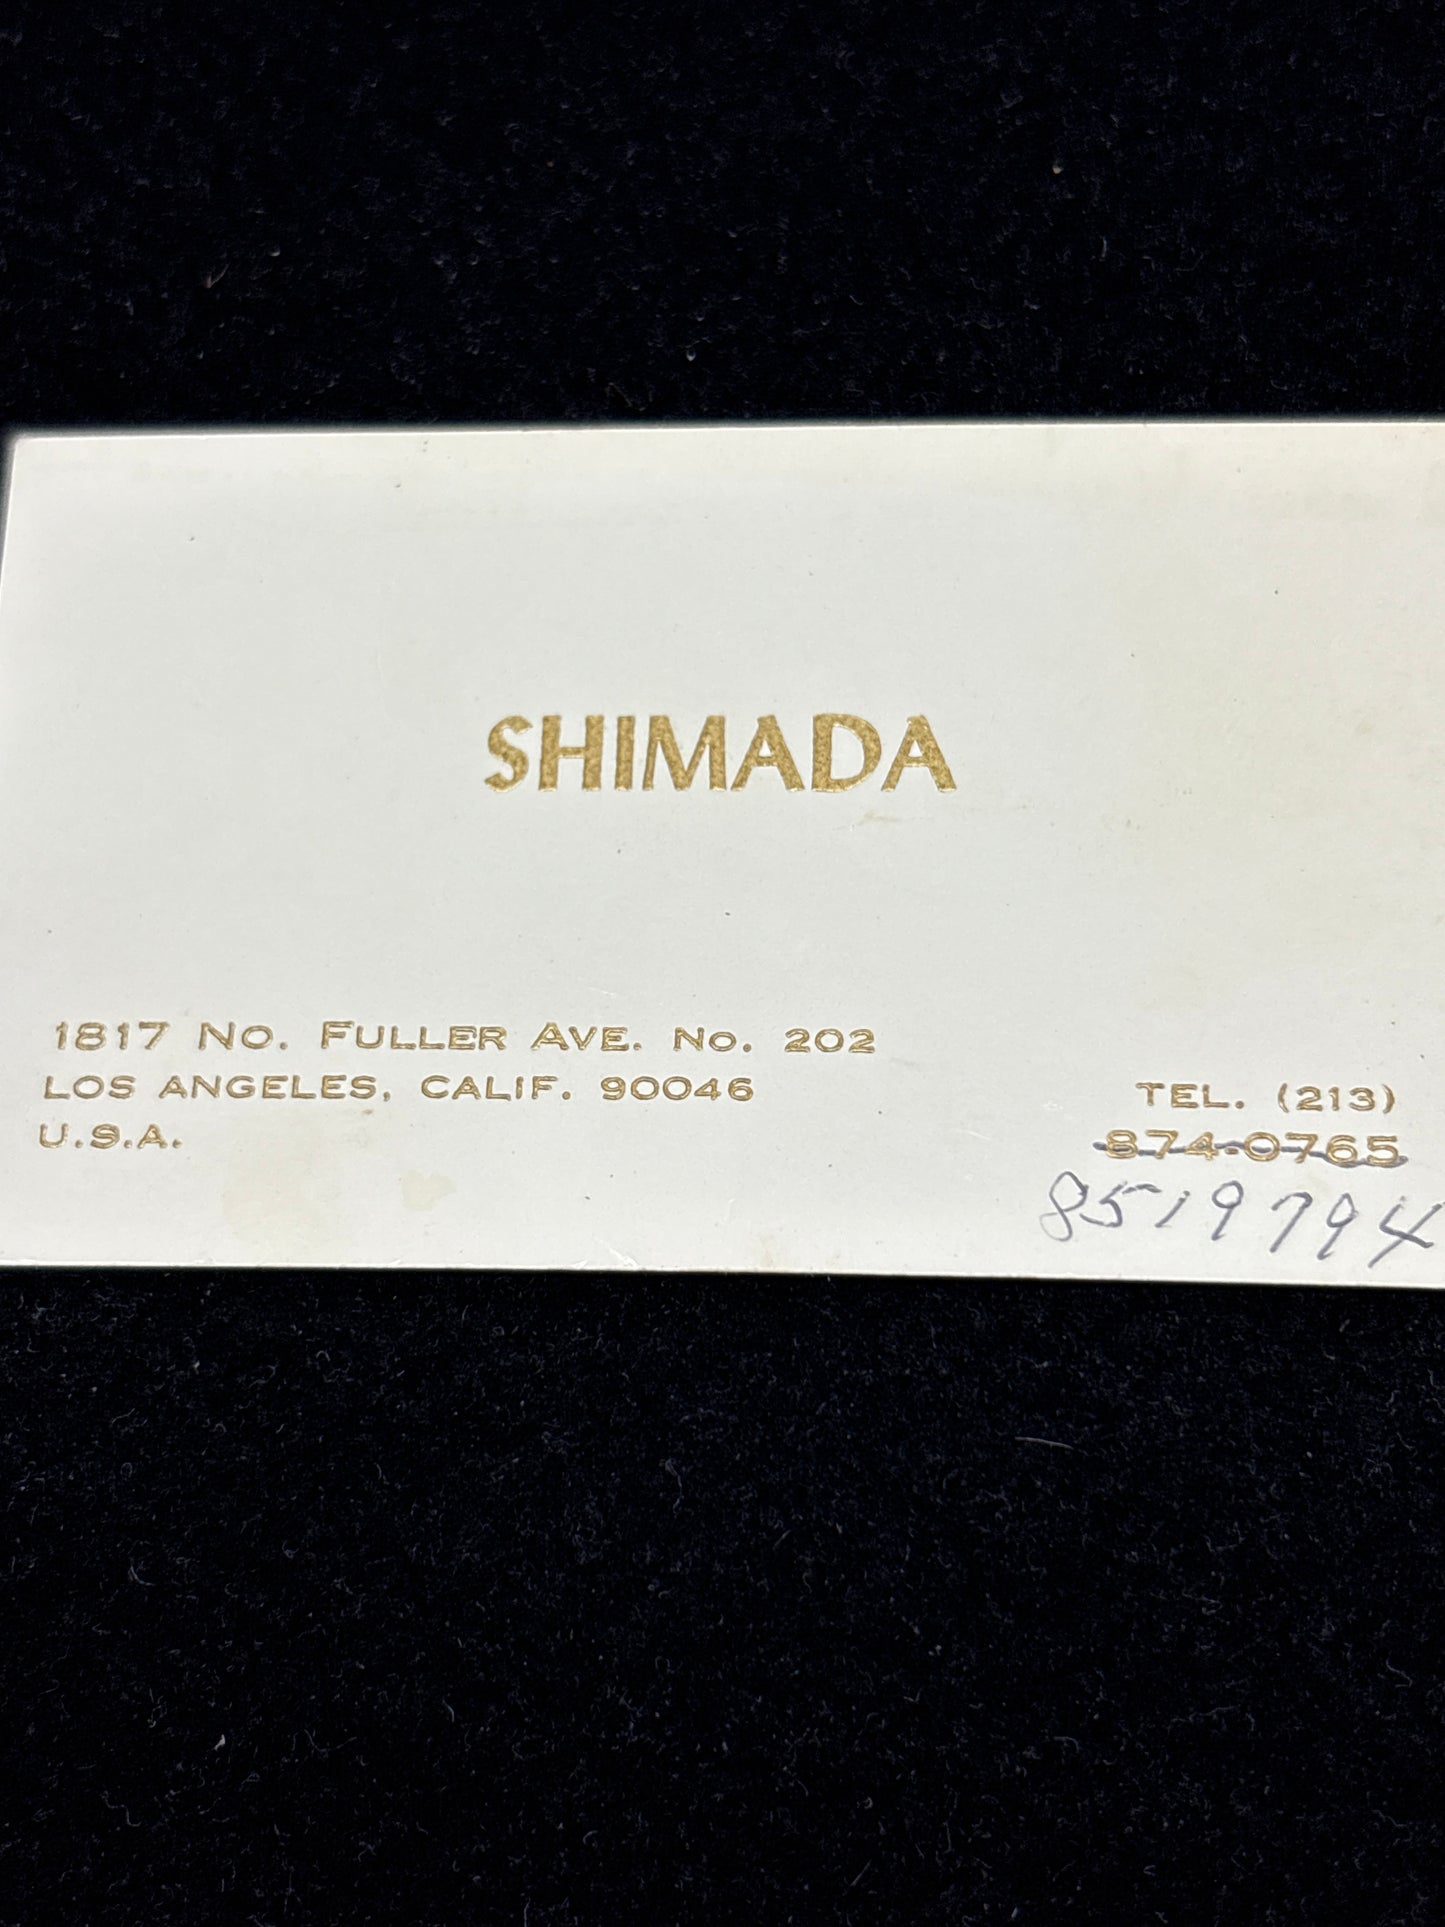 SHIMADA
1817 No. FULLER AVE. No. 202
LOS ANGELES, CALIF. 90046
U.S.A.
TEL. (213)
874-0765
8519794